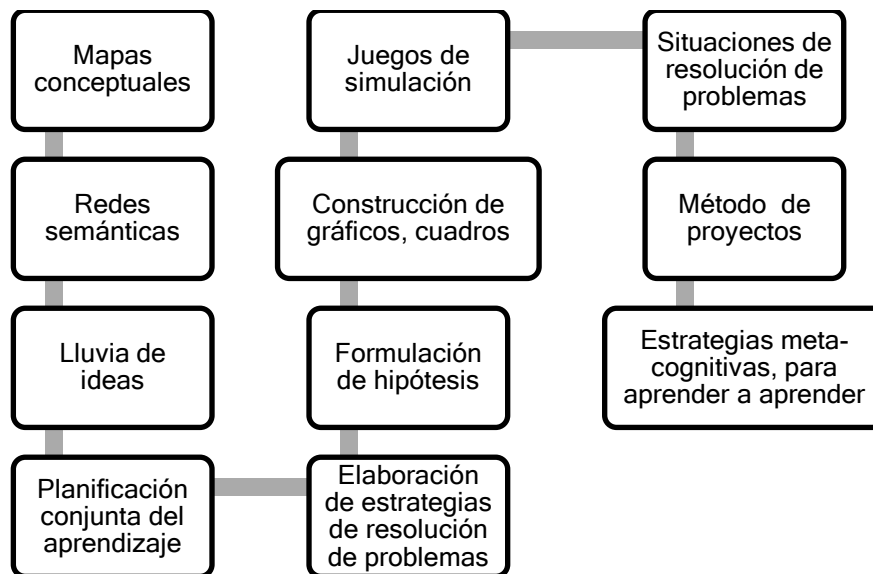 Mapas
conceptuales
Redes
semánticas
Lluvia de
ideas
Planificación
conjunta del
aprendizaje
Elaboración
de estrategias
de resolución
de problemas
Formulación
de hipótesis
Construcción de
gráficos, cuadros
Juegos de
simulación
Situaciones de
resolución de
problemas
Método de
proyectos
Estrategias meta-
cognitivas, para
aprender a aprender